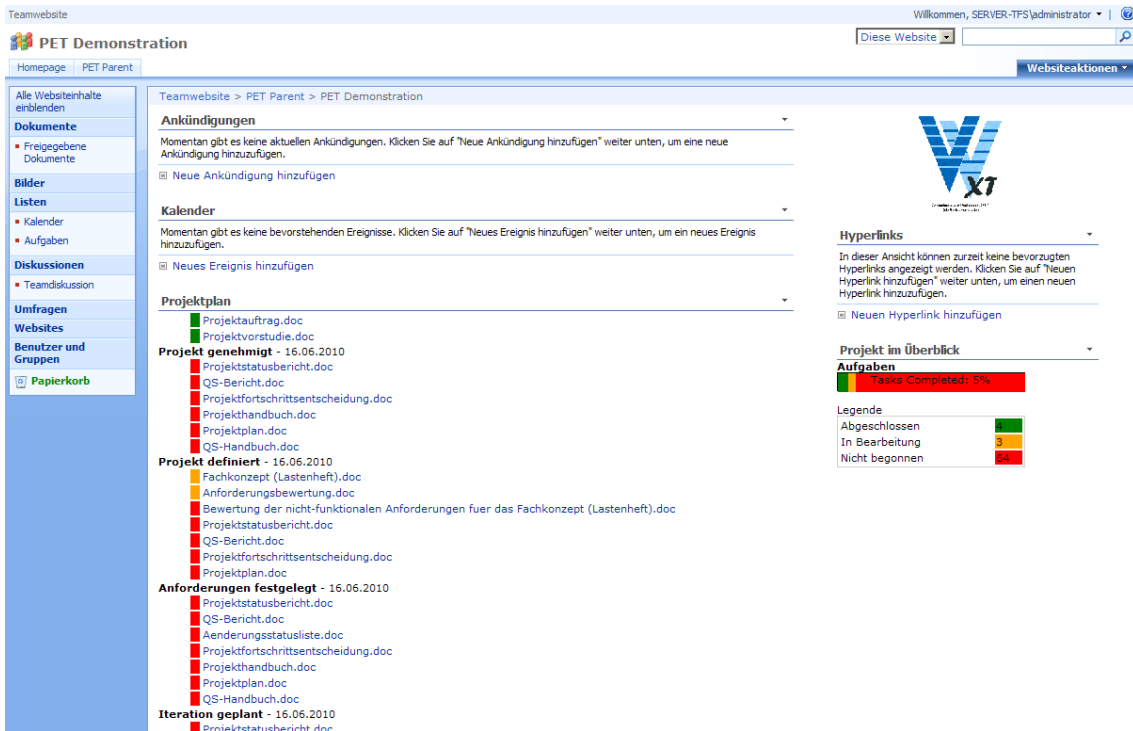 Teamwebsite
Willkommen, SERVER-TFS\administrator
PET Demonstration
Diese Website
Homepage
PET Parent
Websiteaktionen
Alle Websiteinhalte
einblenden
Dokumente
Freigegebene
Dokumente
Bilder
Listen
Kalender
Aufgaben
Diskussionen
Teamdiskussion
Umfragen
Websites
Benutzer und
Gruppen
Papierkorb
Teamwebsite > PET Parent > PET Demonstration
Ankündigungen
Momentan gibt es keine aktuellen Ankündigungen. Klicken Sie auf "Neue Ankündigung hinzufügen" weiter unten, um eine neue
Ankündigung hinzuzufügen.
Neue Ankündigung hinzufügen
Kalender
Momentan gibt es keine bevorstehenden Ereignisse. Klicken Sie auf "Neues Ereignis hinzufügen" weiter unten, um ein neues Ereignis
hinzuzufügen.
Neues Ereignis hinzufügen
Projektplan
Projektauftrag.doc
Projektvorstudie.doc
Projekt genehmigt - 16.06.2010
Projektstatusbericht.doc
QS-Bericht.doc
Projektfortschrittsentscheidung.doc
Projekthandbuch.doc
Projektplan.doc
QS-Handbuch.doc
Projekt definiert - 16.06.2010
Fachkonzept (Lastenheft).doc
Anforderungsbewertung.doc
Bewertung der nicht-funktionalen Anforderungen fuer das Fachkonzept (Lastenheft).doc
Projektstatusbericht.doc
QS-Bericht.doc
Projektfortschrittsentscheidung.doc
Projektplan.doc
Anforderungen festgelegt - 16.06.2010
Projektstatusbericht.doc
QS-Bericht.doc
Aenderungsstatusliste.doc
Projektfortschrittsentscheidung.doc
Projekthandbuch.doc
Projektplan.doc
QS-Handbuch.doc
Iteration geplant - 16.06.2010
Projektstatusbericht.doc
XT
Hyperlinks
In dieser Ansicht können zurzeit keine bevorzugten
Hyperlinks angezeigt werden. Klicken Sie auf "Neuen
Hyperlink hinzufügen" weiter unten, um einen neuen
Hyperlink hinzuzufügen.
Neuen Hyperlink hinzufügen
Projekt im Überblick
Aufgaben
Tasks Completed: 5%
Legende
Abgeschlossen 4
In Bearbeitung 3
Nicht begonnen 64